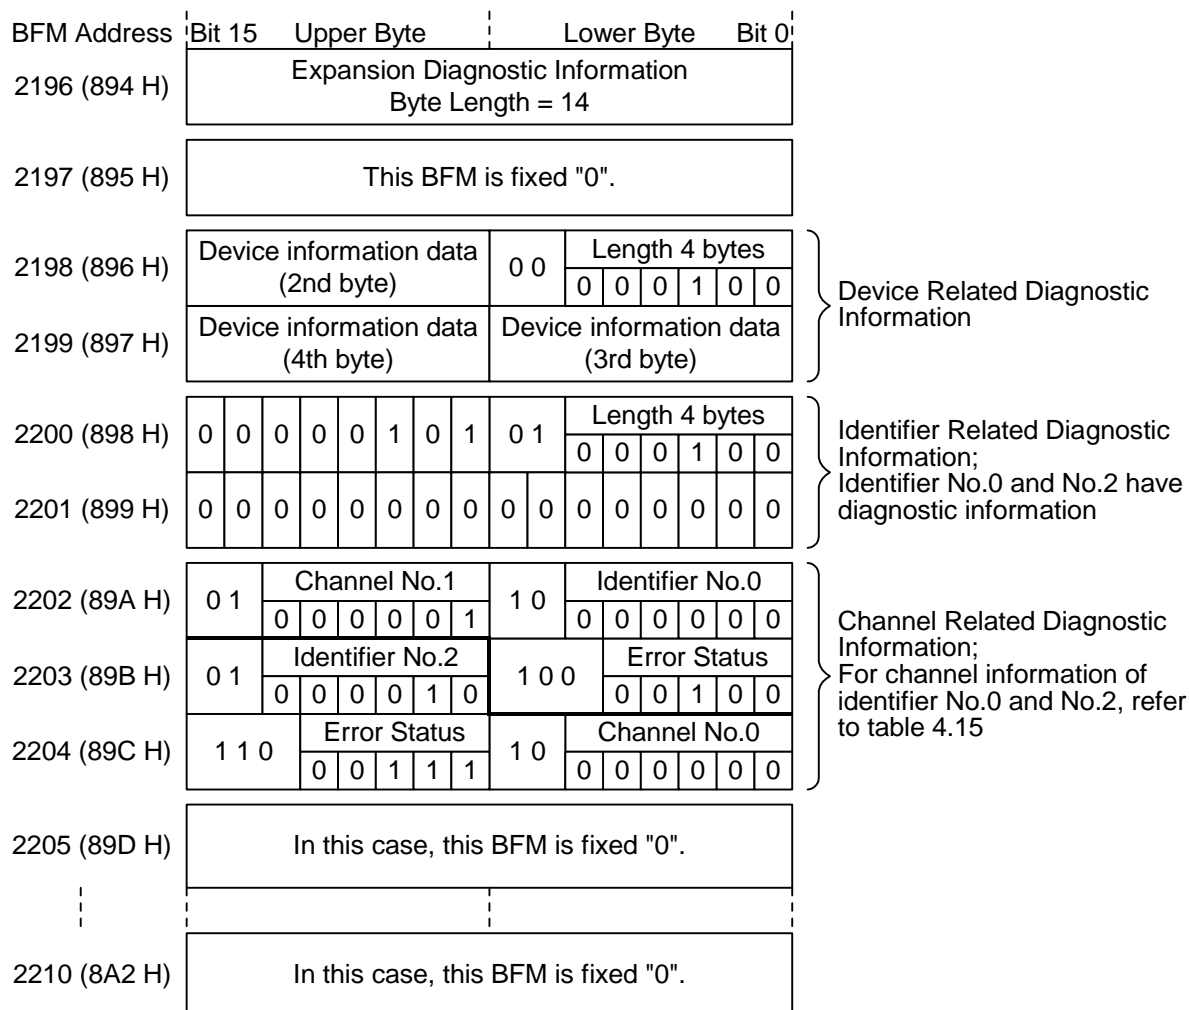 BFM Address Bit 15 Upper Byte Lower Byte Bit 0
2196 (894 H) Expansion Diagnostic Information
Byte Length = 14
2197 (895 H) This BFM is fixed "0".
2198 (896 H) Device information data (2nd byte) 0 0 Length 4 bytes
0 0 0 1 0 0
2199 (897 H) Device information data (4th byte) Device information data (3rd byte)
Device Related Diagnostic
Information
2200 (898 H) 0 0 0 0 0 1 0 1 0 1 Length 4 bytes
0 0 0 1 0 0
2201 (899 H) 0 0 0 0 0 0 0 0 0 0 0 0 0 0 0 0
Identifier Related Diagnostic
Information;
Identifier No.0 and No.2 have
diagnostic information
2202 (89A H) 0 1 Channel No.1 1 0 Identifier No.0
0 0 0 0 0 1 0 0 0 0 0 0
2203 (89B H) 0 1 Identifier No.2 1 0 0 Error Status
0 0 0 0 1 0 0 0 1 0 0
2204 (89C H) 1 1 0 Error Status 1 0 Channel No.0
0 0 1 1 1 0 0 0 0 0 0
Channel Related Diagnostic
Information;
For channel information of
identifier No.0 and No.2, refer
to table 4.15
2205 (89D H) In this case, this BFM is fixed "0".
2210 (8A2 H) In this case, this BFM is fixed "0".